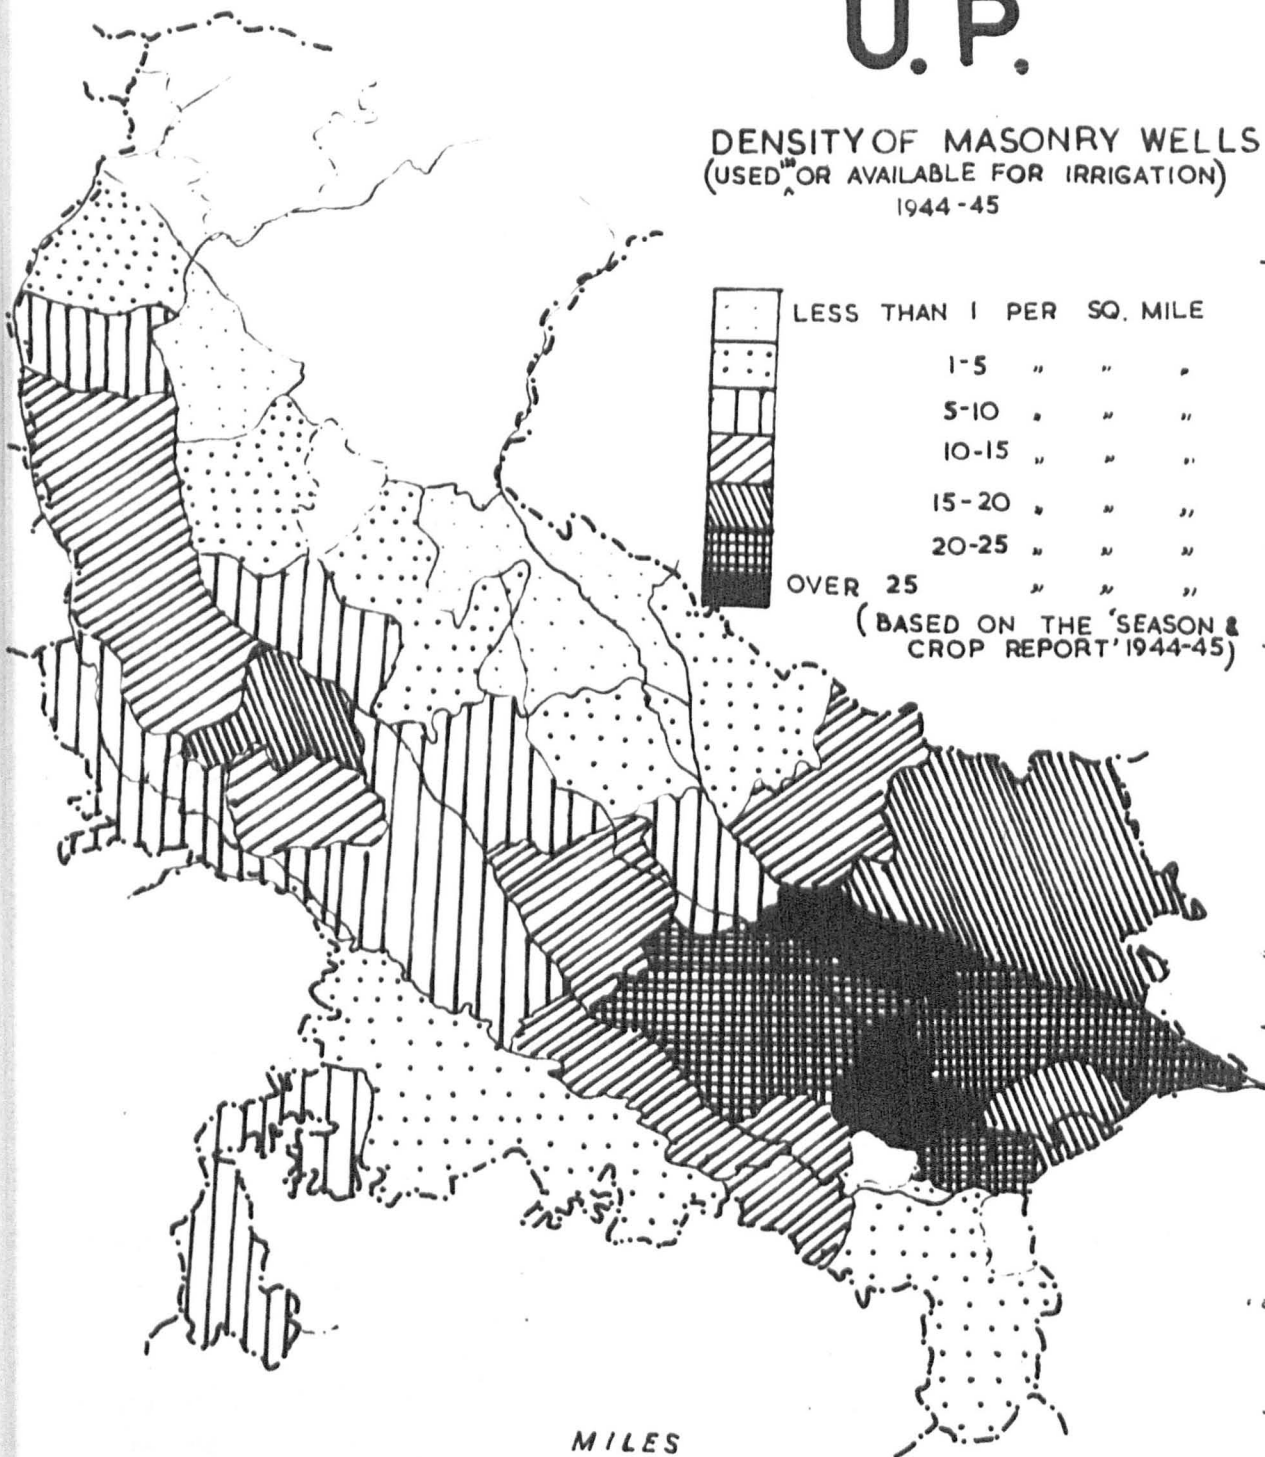 U. P.
DENSITY OF MASONRY WELLS
(USED IN OR AVAILABLE FOR IRRIGATION)
1944-45
LESS THAN 1 PER SQ. MILE
1-5 " " "
5-10 " " "
10-15 " " "
15-20 " " "
20-25 " " "
OVER 25 " " "
(BASED ON THE 'SEASON &
CROP REPORT' 1944-45)
MILES